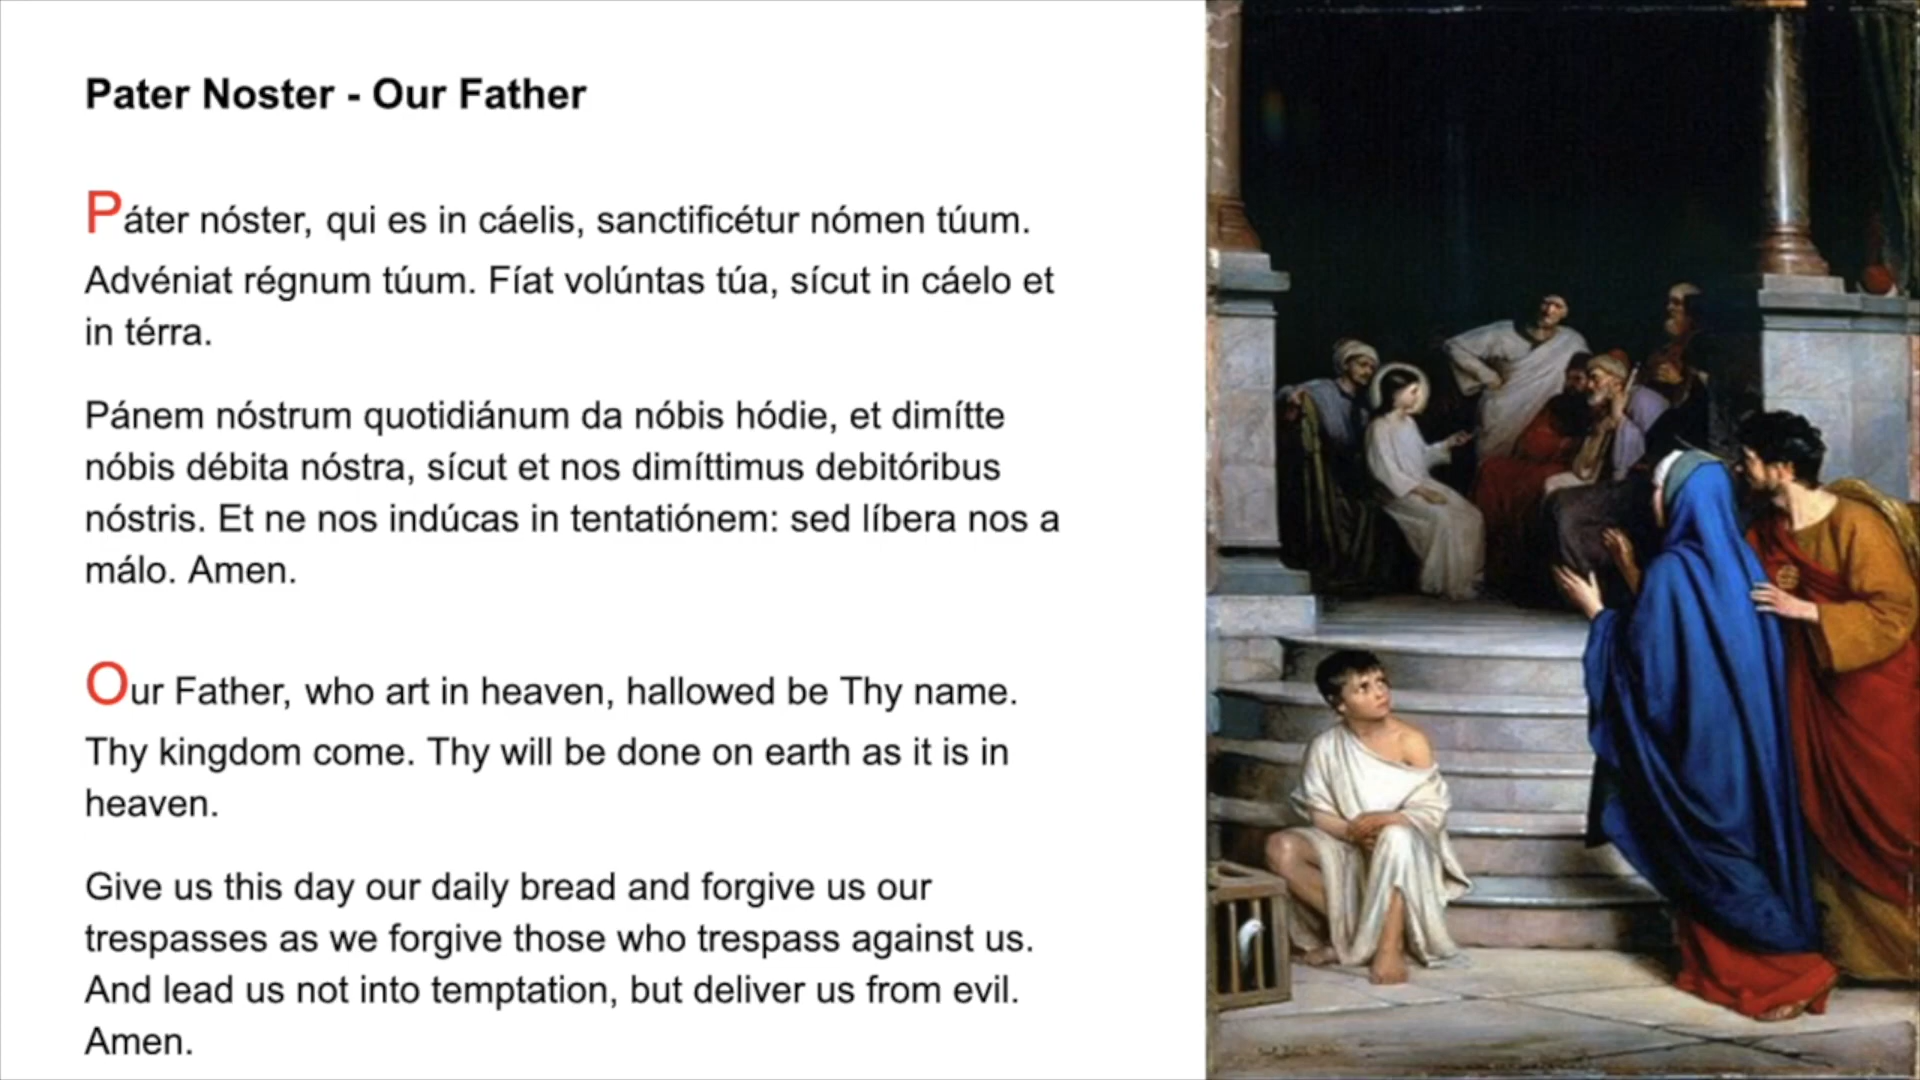 Pater Noster - Our Father
Páter nóster, qui es in cáelis, sanctificétur nómen túum.
Advéniat régnum túum. Fíat volúntas túa, sícut in cáelo et
in térra.
Pánem nóstrum quotidiánum da nóbis hódie, et dimítte
nóbis débita nóstra, sícut et nos dimíttimus debitóribus
nóstris. Et ne nos indúcas in tentatiónem: sed líbera nos a
málo. Amen.
Our Father, who art in heaven, hallowed be Thy name.
Thy kingdom come. Thy will be done on earth as it is in
heaven.
Give us this day our daily bread and forgive us our
trespasses as we forgive those who trespass against us.
And lead us not into temptation, but deliver us from evil.
Amen.